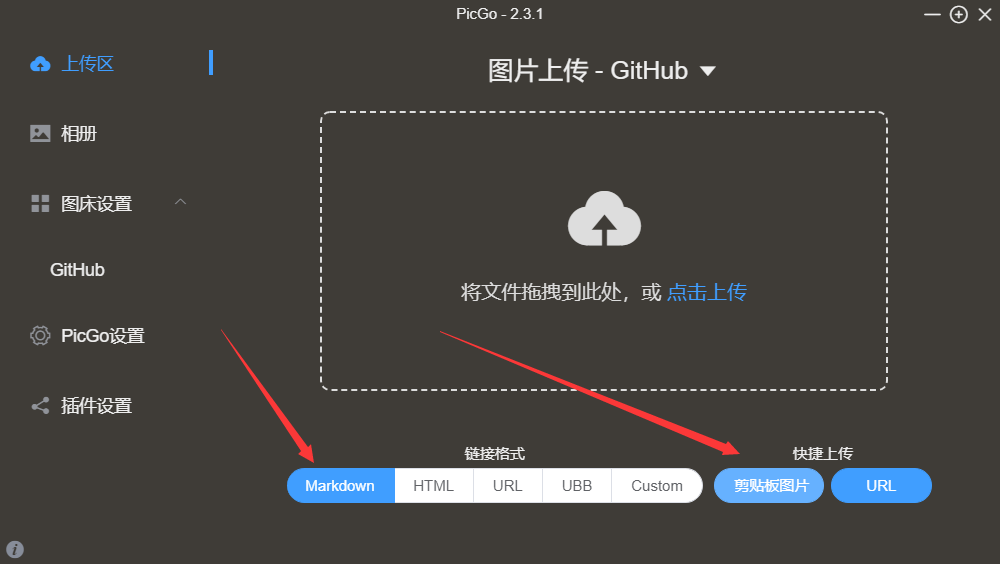 PicGo - 2.3.1
上传区
图片上传 - GitHub
相册
图床设置
GitHub
将文件拖拽到此处，或 点击上传
PicGo设置
插件设置
链接格式
快捷上传
Markdown
HTML
URL
UBB
Custom
剪贴板图片
URL